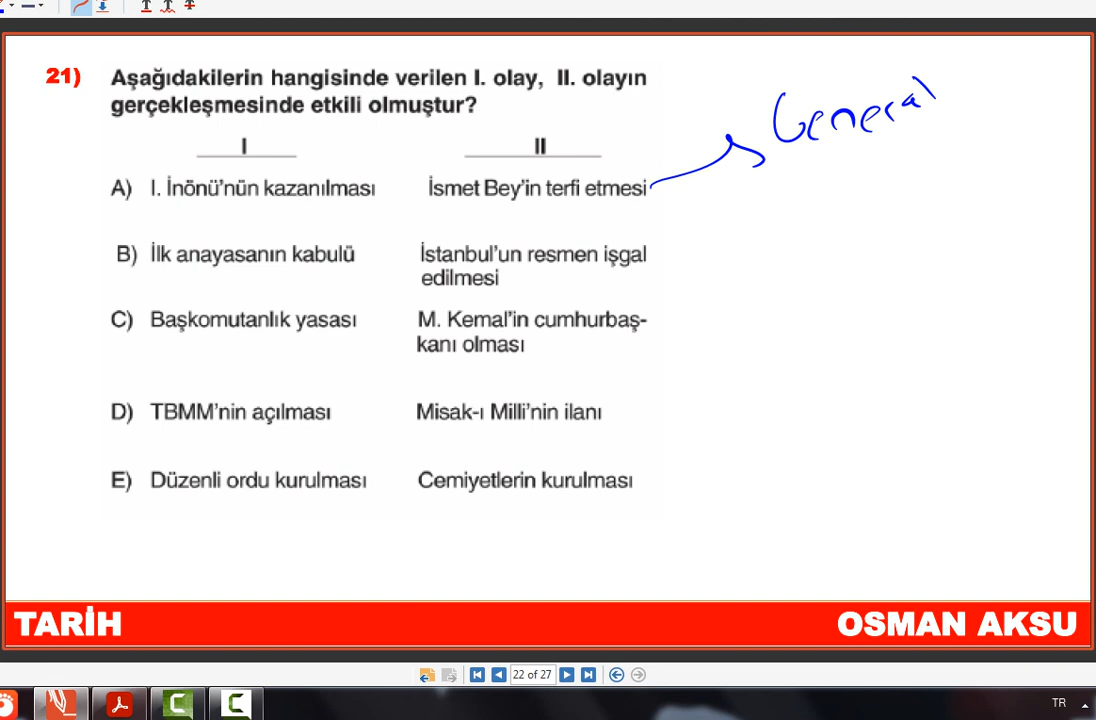 21) Aşağıdakilerin hangisinde verilen I. olay, II. olayın
gerçekleşmesinde etkili olmuştur?
General
I II
A) I. İnönü'nün kazanılması İsmet Bey'in terfi etmesi
B) İlk anayasanın kabulü İstanbul'un resmen işgal
edilmesi
C) Başkomutanlık yasası M. Kemal'in cumhurbaş-
kanı olması
D) TBMM'nin açılması Misak-ı Milli'nin ilanı
E) Düzenli ordu kurulması Cemiyetlerin kurulması
TARİH OSMAN AKSU
22 of 27
TR